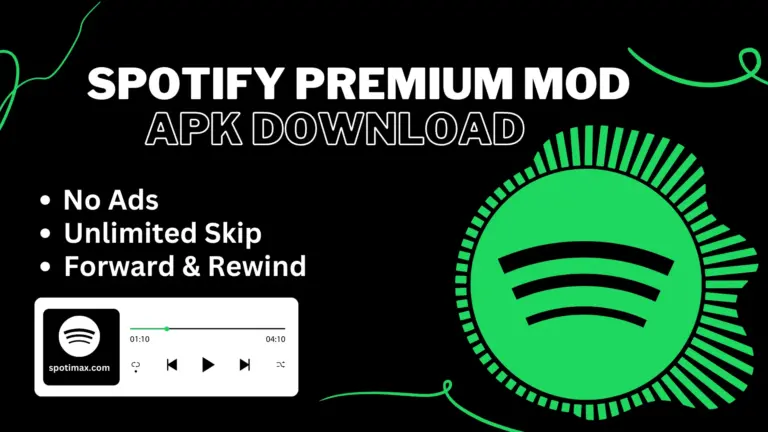 SPOTIFY PREMIUM MOD
APK DOWNLOAD
No Ads
Unlimited Skip
Forward & Rewind
01:10
04:10
spotimax.com